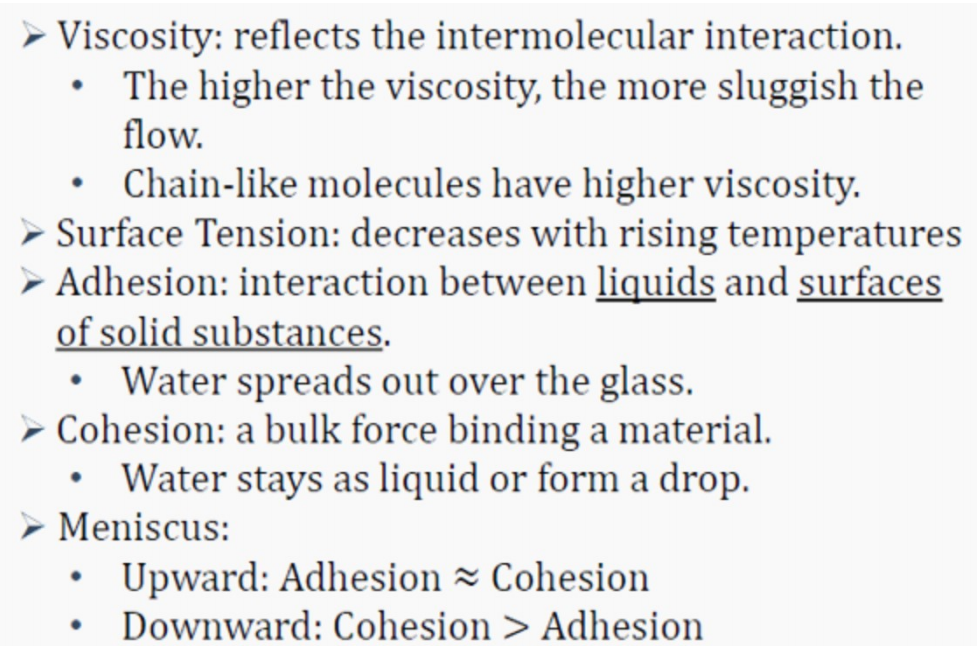 ➢ Viscosity: reflects the intermolecular interaction.
• The higher the viscosity, the more sluggish the
flow.
• Chain-like molecules have higher viscosity.
➢ Surface Tension: decreases with rising temperatures
➢ Adhesion: interaction between liquids and surfaces
of solid substances.
• Water spreads out over the glass.
➢ Cohesion: a bulk force binding a material.
• Water stays as liquid or form a drop.
➢ Meniscus:
• Upward: Adhesion ≈ Cohesion
• Downward: Cohesion > Adhesion